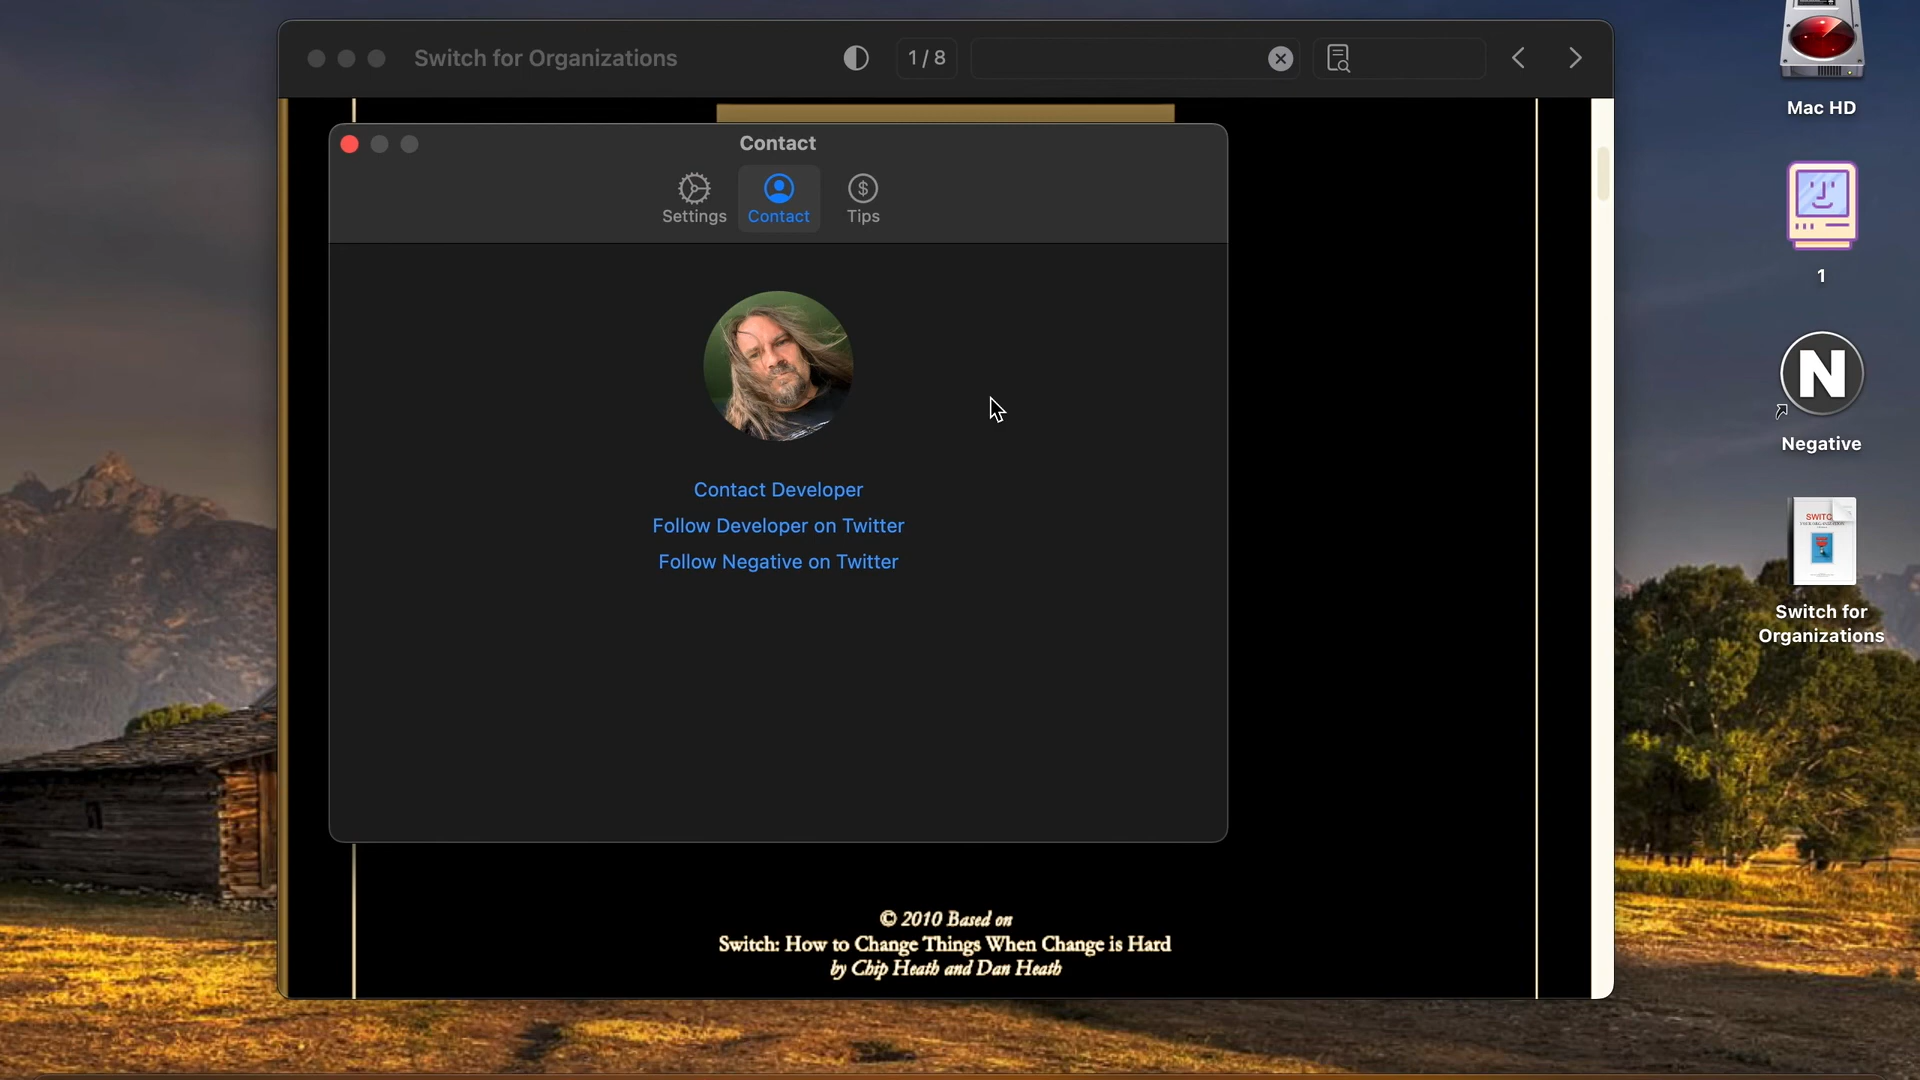 Switch for Organizations
1 / 8
Contact
Settings
Contact
$
Tips
Contact Developer
Follow Developer on Twitter
Follow Negative on Twitter
© 2010 Based on
Switch: How to Change Things When Change is Hard
by Chip Heath and Dan Heath
Mac HD
1
N
Negative
SWITCH
Switch for
Organizations